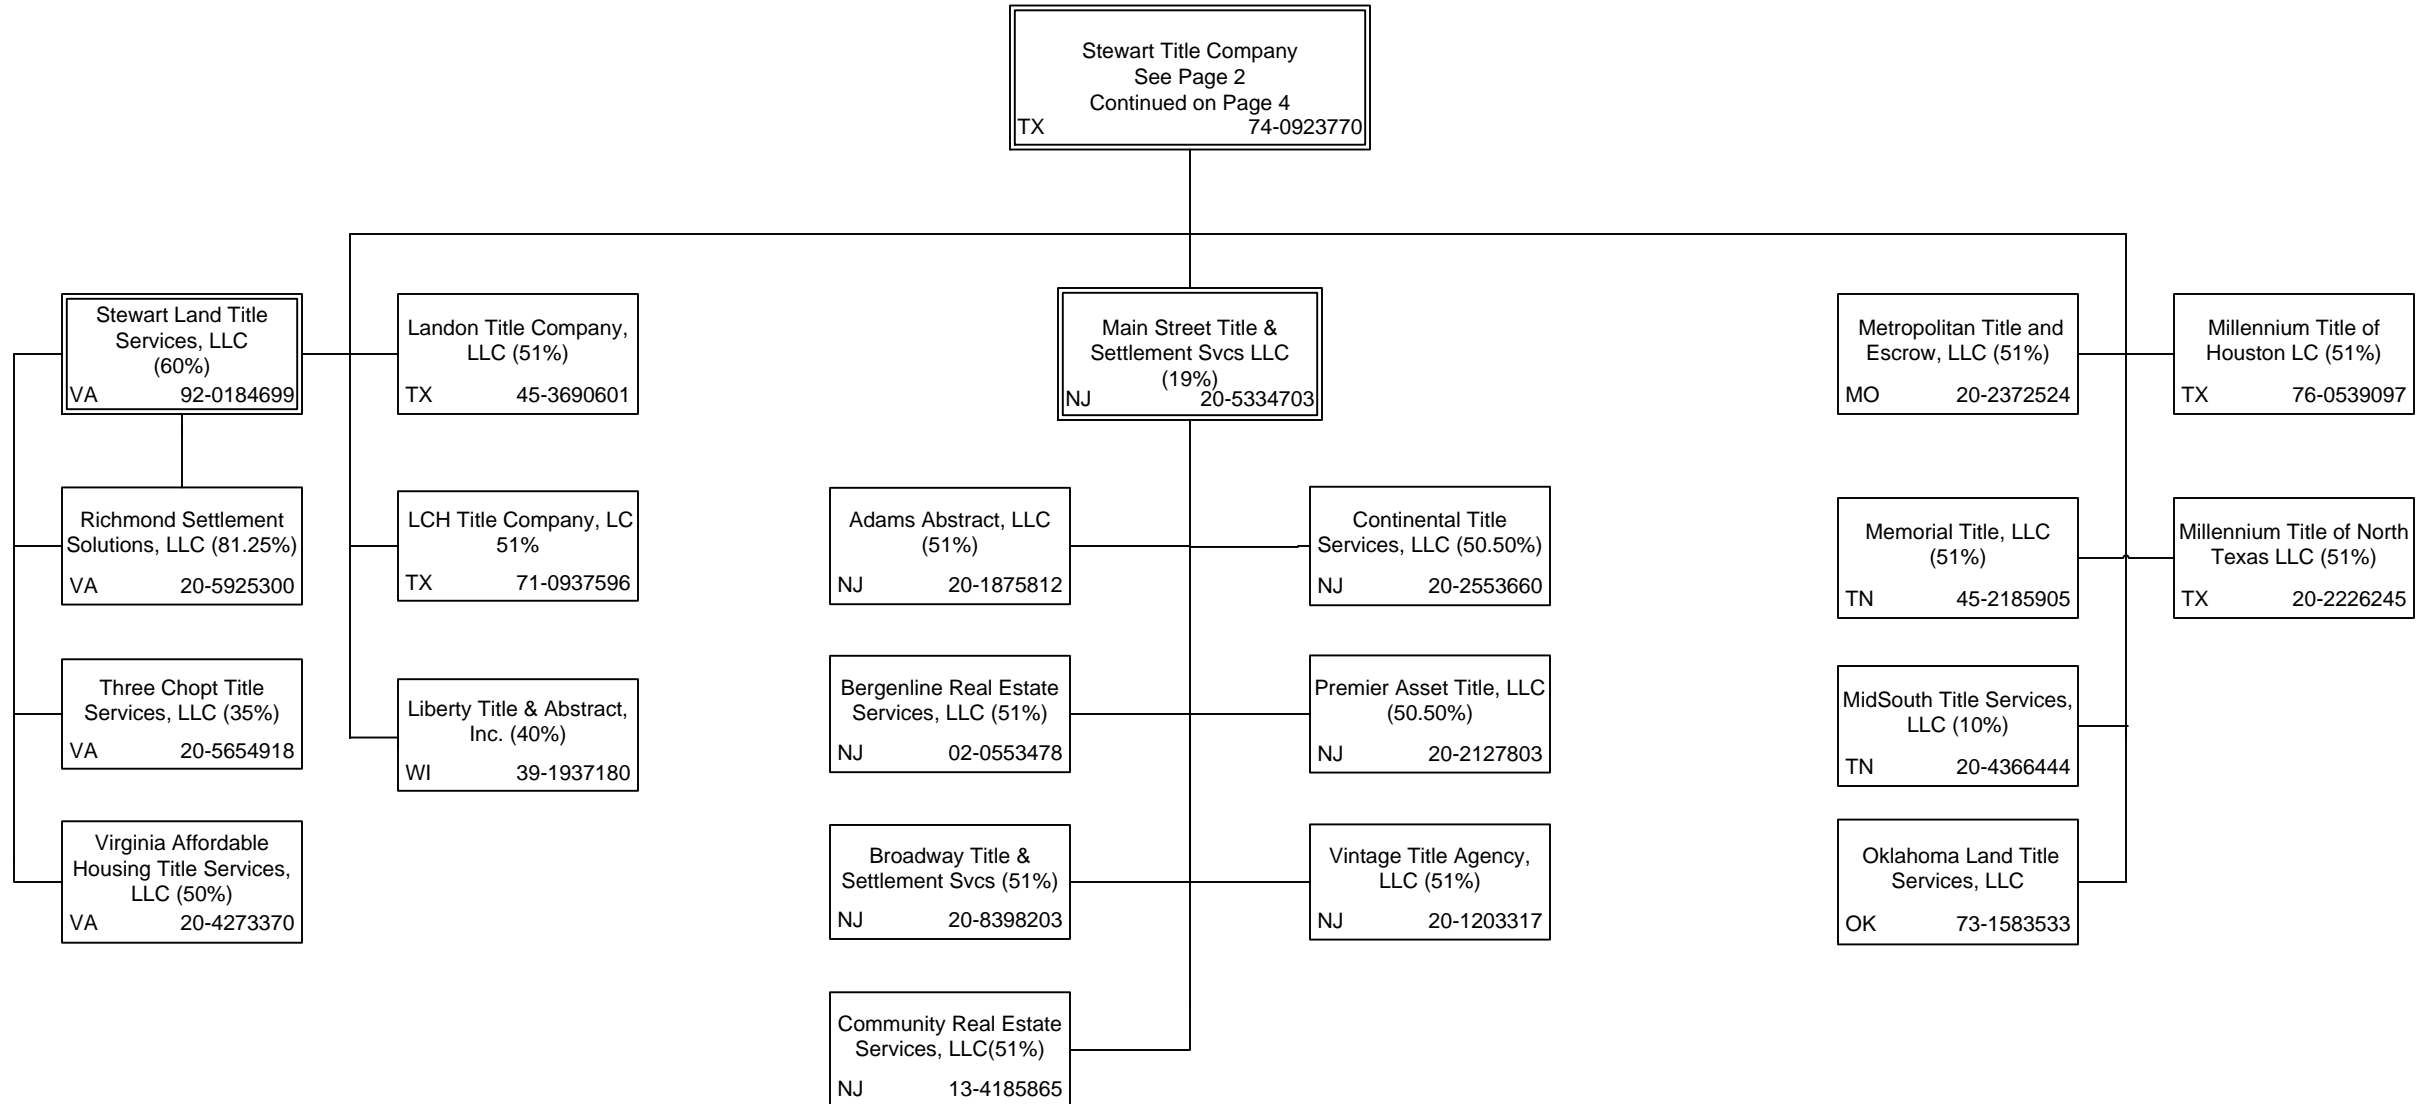 Stewart Title Company
See Page 2
Continued on Page 4
TX 74-0923770
Stewart Land Title
Services, LLC
(60%)
VA 92-0184699
Landon Title Company,
LLC (51%)
TX 45-3690601
Main Street Title &
Settlement Svcs LLC
(19%)
NJ 20-5334703
Metropolitan Title and
Escrow, LLC (51%)
MO 20-2372524
Millennium Title of
Houston LC (51%)
TX 76-0539097
Richmond Settlement
Solutions, LLC (81.25%)
VA 20-5925300
LCH Title Company, LC
51%
TX 71-0937596
Adams Abstract, LLC
(51%)
NJ 20-1875812
Continental Title
Services, LLC (50.50%)
NJ 20-2553660
Memorial Title, LLC
(51%)
TN 45-2185905
Millennium Title of North
Texas LLC (51%)
TX 20-2226245
Three Chopt Title
Services, LLC (35%)
VA 20-5654918
Liberty Title & Abstract,
Inc. (40%)
WI 39-1937180
Bergenline Real Estate
Services, LLC (51%)
NJ 02-0553478
Premier Asset Title, LLC
(50.50%)
NJ 20-2127803
MidSouth Title Services,
LLC (10%)
TN 20-4366444
Virginia Affordable
Housing Title Services,
LLC (50%)
VA 20-4273370
Broadway Title &
Settlement Svcs (51%)
NJ 20-8398203
Vintage Title Agency,
LLC (51%)
NJ 20-1203317
Oklahoma Land Title
Services, LLC
OK 73-1583533
Community Real Estate
Services, LLC(51%)
NJ 13-4185865